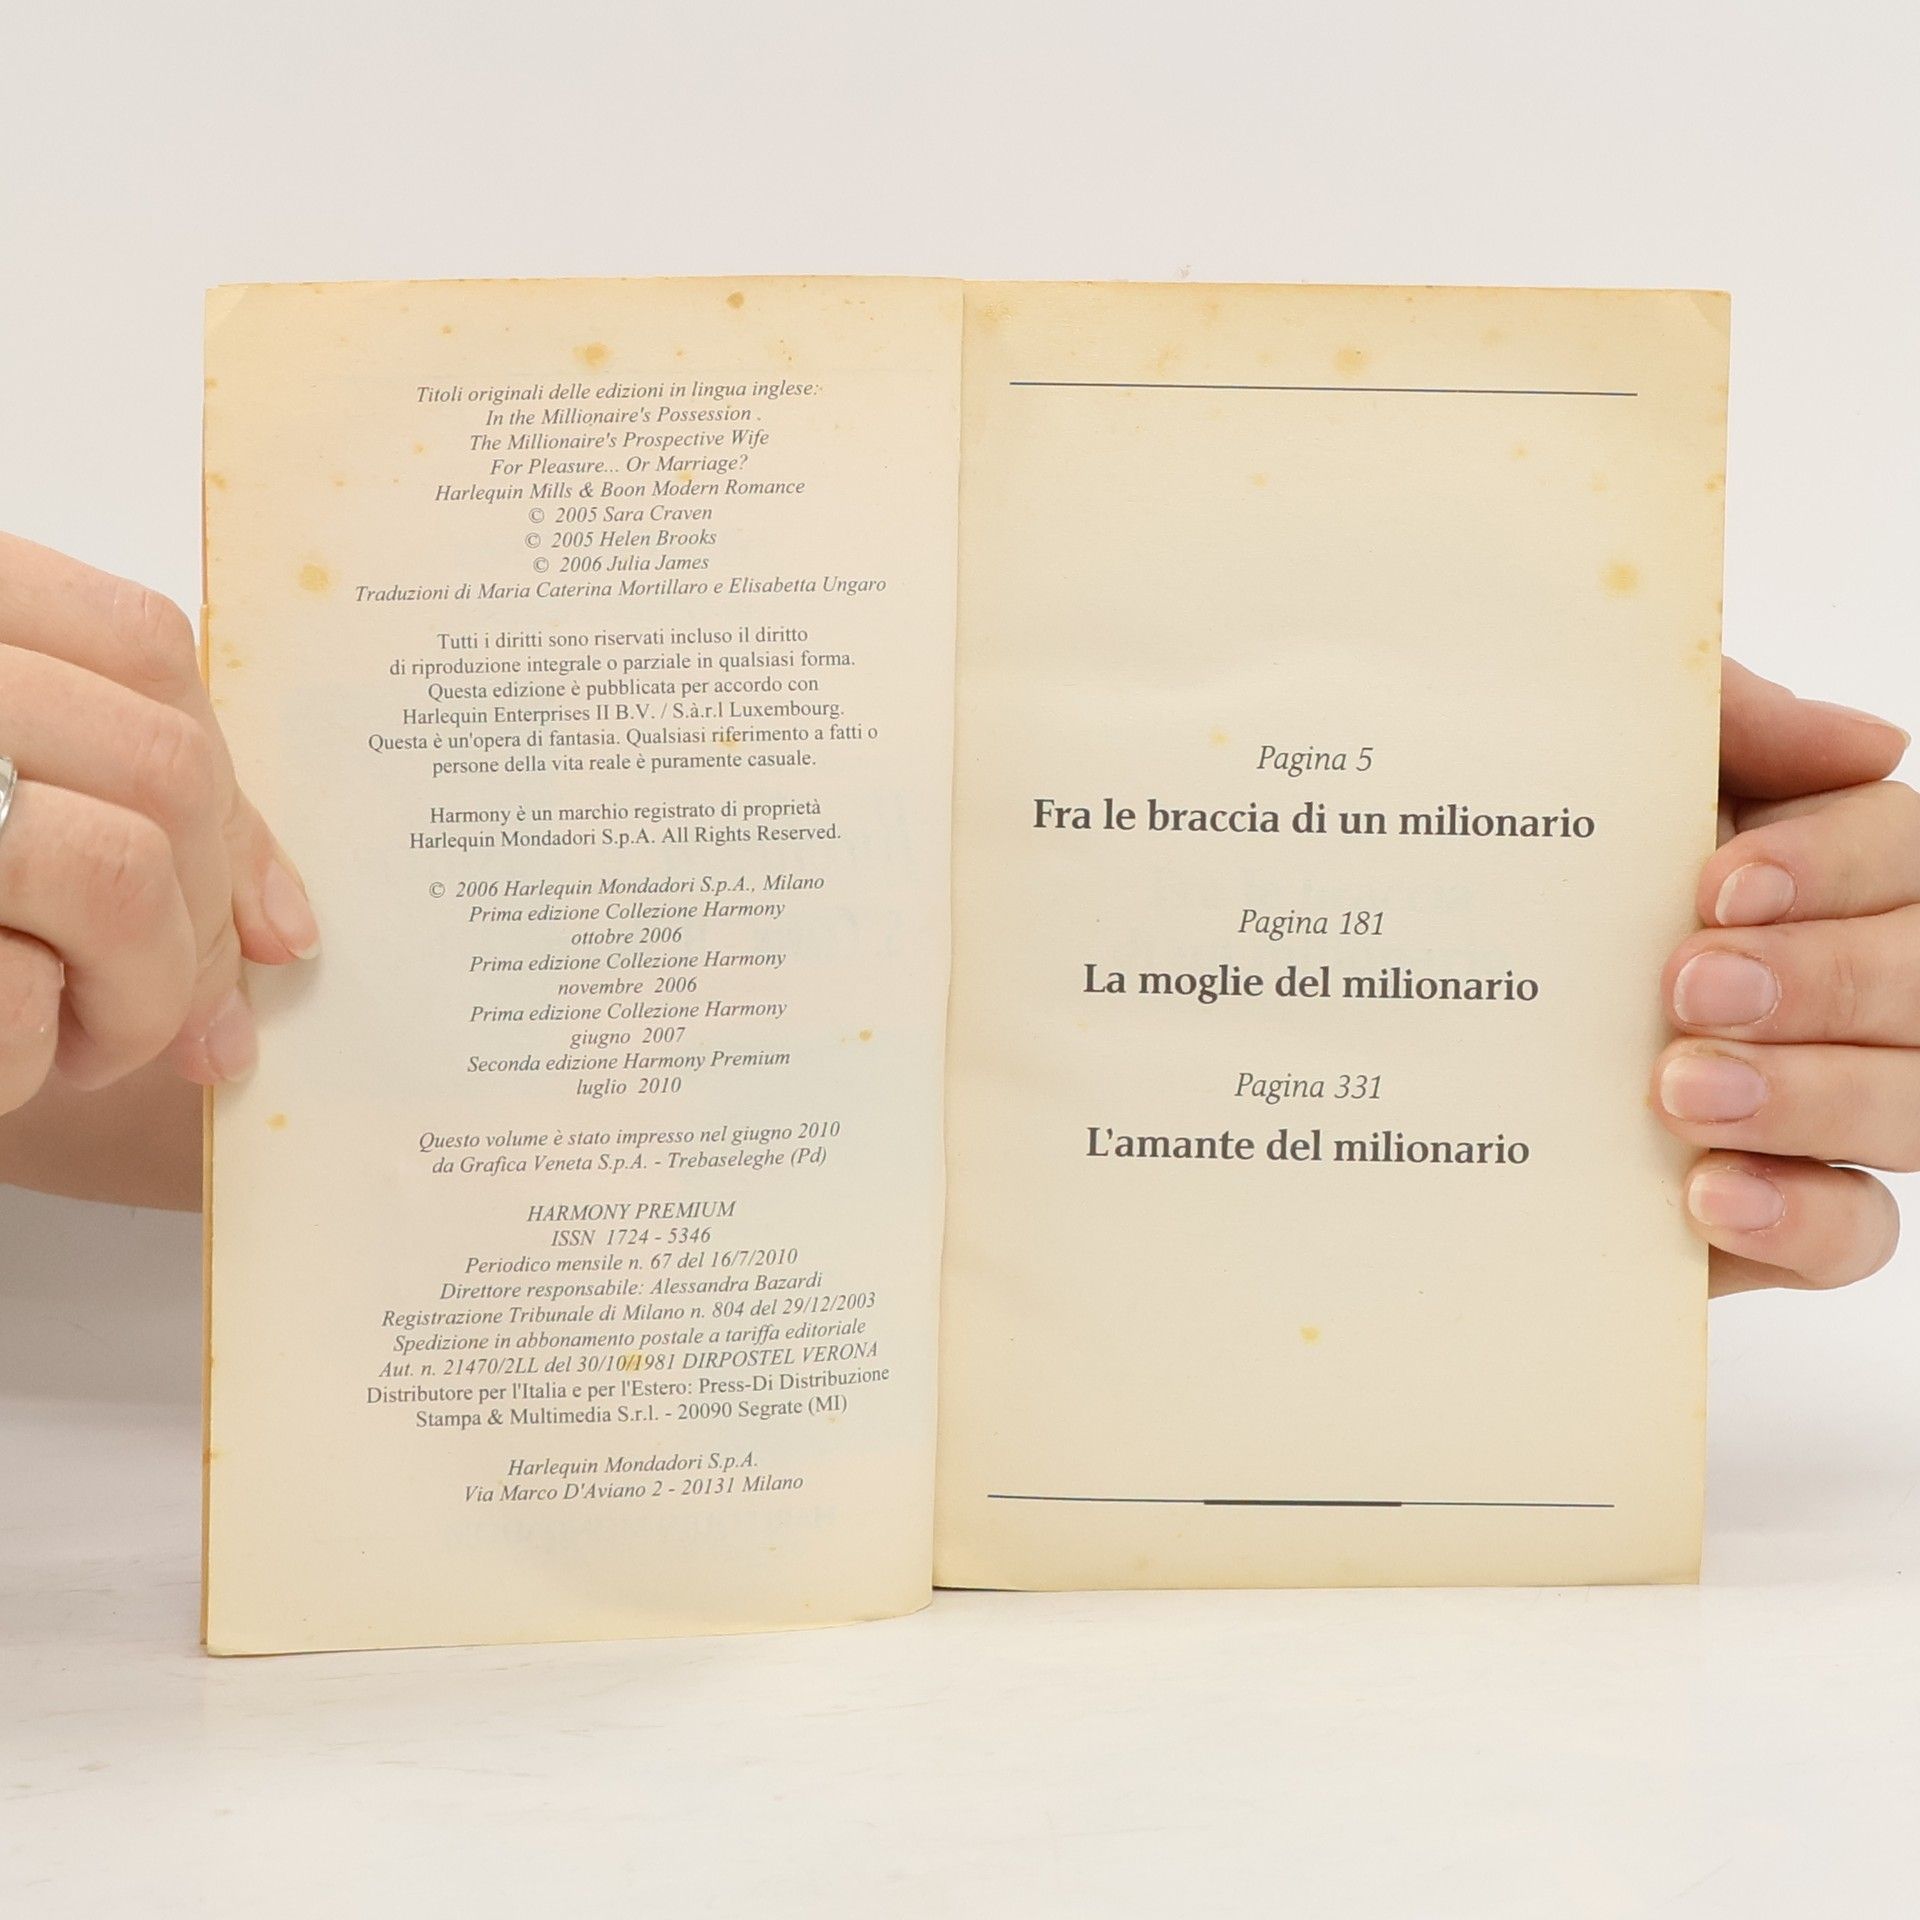 Titoli originali delle edizioni in lingua inglese:
In the Millionaire's Possession
The Millionaire's Prospective Wife
For Pleasure... Or Marriage?
Harlequin Mills & Boon Modern Romance
© 2005 Sara Craven
© 2005 Helen Brooks
© 2006 Julia James
Traduzioni di Maria Caterina Mortillaro e Elisabetta Ungaro
Tutti i diritti sono riservati incluso il diritto
di riproduzione integrale o parziale in qualsiasi forma.
Questa edizione è pubblicata per accordo con
Harlequin Enterprises II B.V. / S.à.r.l Luxembourg.
Questa è un'opera di fantasia. Qualsiasi riferimento a fatti o
persone della vita reale è puramente casuale.
Harmony è un marchio registrato di proprietà
Harlequin Mondadori S.p.A. All Rights Reserved.
© 2006 Harlequin Mondadori S.p.A., Milano
Prima edizione Collezione Harmony
ottobre 2006
Prima edizione Collezione Harmony
novembre 2006
Prima edizione Collezione Harmony
giugno 2007
Seconda edizione Harmony Premium
luglio 2010
Questo volume è stato impresso nel giugno 2010
da Grafica Veneta S.p.A. - Trebaseleghe (Pd)
HARMONY PREMIUM
ISSN 1724 - 5346
Periodico mensile n. 67 del 16/7/2010
Direttore responsabile: Alessandra Bazardi
Registrazione Tribunale di Milano n. 804 del 29/12/2003
Spedizione in abbonamento postale a tariffa editoriale
Aut. n. 21470/2LL del 30/10/1981 DIRPOSTEL VERONA
Distributore per l'Italia e per l'Estero: Press-Di Distribuzione
Stampa & Multimedia S.r.l. - 20090 Segrate (MI)
Harlequin Mondadori S.p.A.
Via Marco D'Aviano 2 - 20131 Milano
Pagina 5
Fra le braccia di un milionario
Pagina 181
La moglie del milionario
Pagina 331
L'amante del milionario